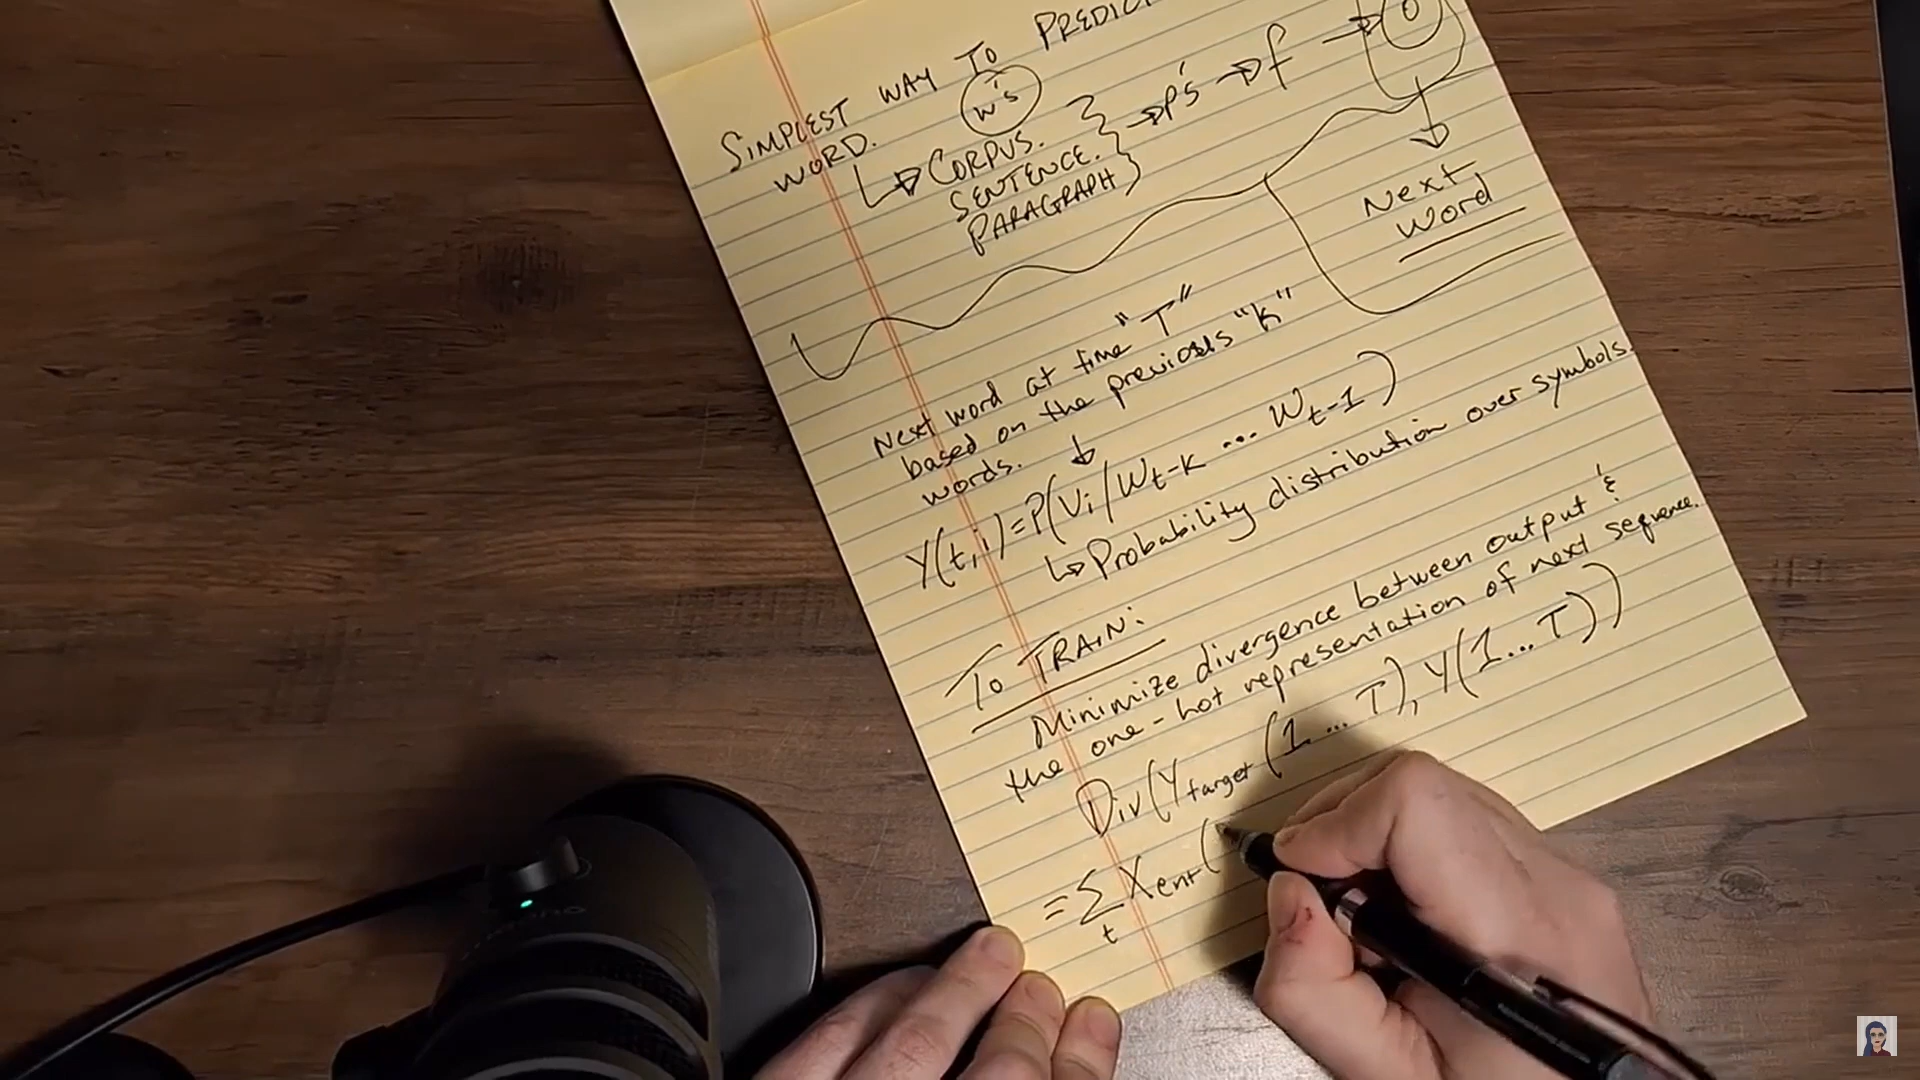 SIMPLEST WAY TO PREDICT
WORD.
w's
CORPUS.
SENTENCE.
PARAGRAPH
p's
f
O
Next
Word
Next word at time "T"
based on the previous "K"
words.
Y(t,i)=P(Vi/Wt-K ... Wt-1)
Probability distribution over symbols.
To TRAIN:
Minimize divergence between output &
the one-hot representation of next sequence.
Div(Ytarget(1...T), Y(1...T))
=∑t Xent(